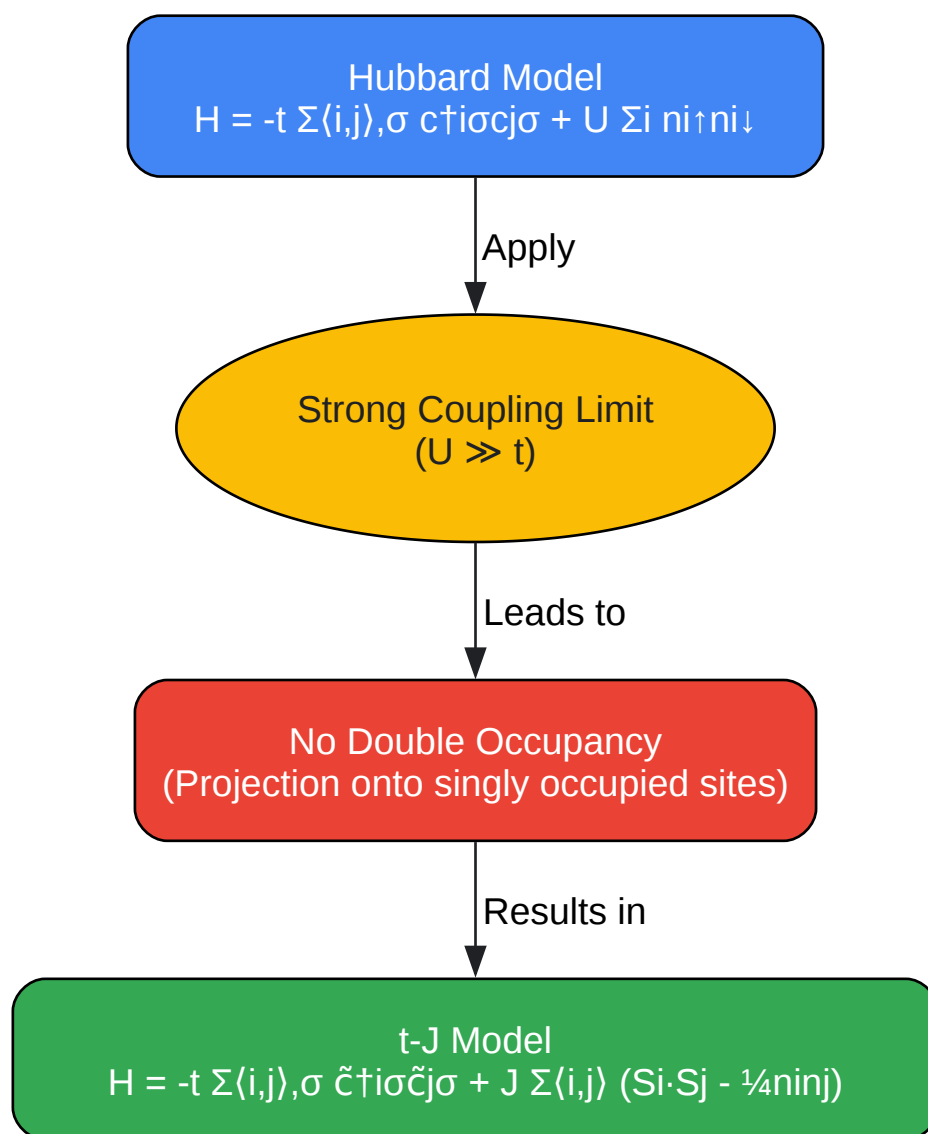 Hubbard Model
H = -t Σ⟨i,j⟩,σ c†iσcjσ + U Σi ni↑ni↓
Apply
Strong Coupling Limit
(U ≫ t)
Leads to
No Double Occupancy
(Projection onto singly occupied sites)
Results in
t-J Model
H = -t Σ⟨i,j⟩,σ c̃†iσc̃jσ + J Σ⟨i,j⟩ (Si·Sj - ¼ninj)